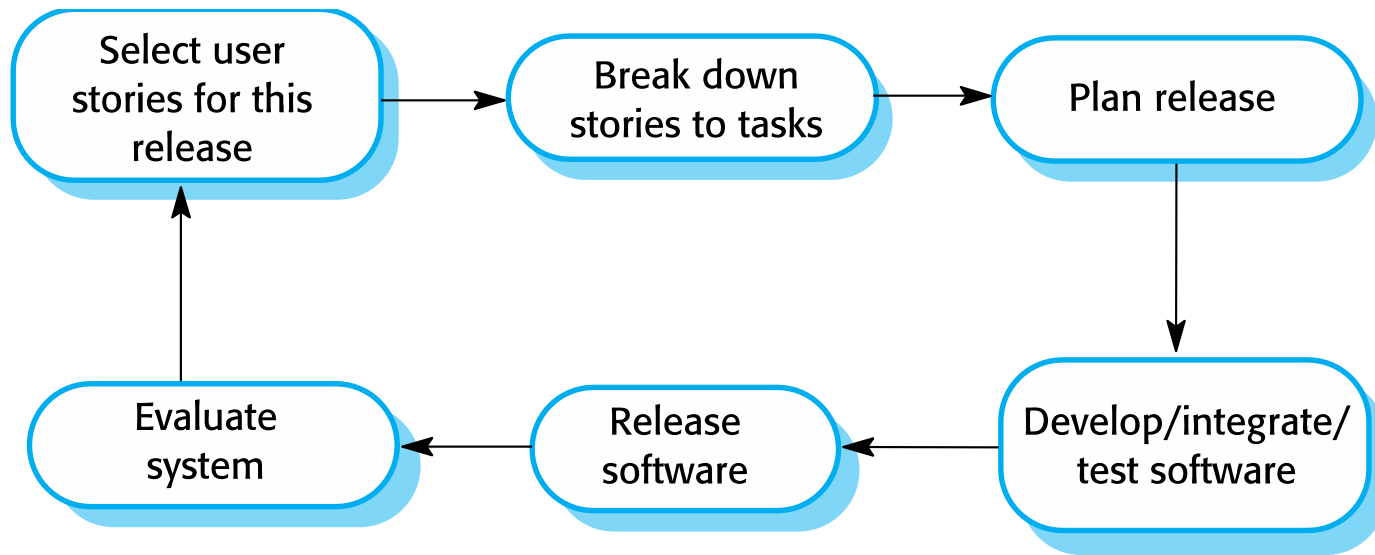 Select user
stories for this
release
Break down
stories to tasks
Plan release
Evaluate
system
Release
software
Develop/integrate/
test software